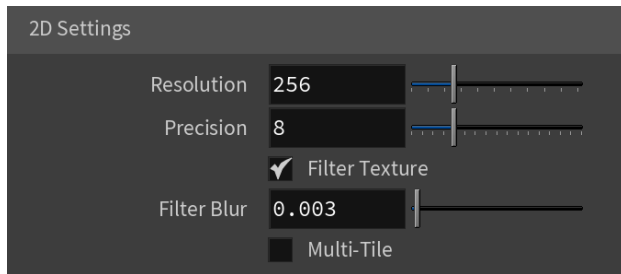 2D Settings
Resolution 256
Precision 8
Filter Texture
Filter Blur 0.003
Multi-Tile